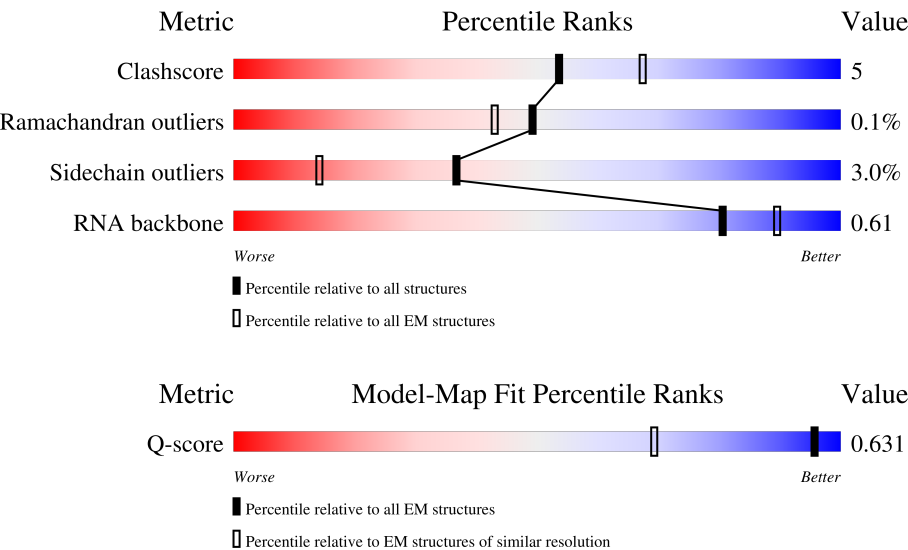 Metric Percentile Ranks Value
Clashscore 5
Ramachandran outliers 0.1%
Sidechain outliers 3.0%
RNA backbone 0.61
Worse Better
Percentile relative to all structures
Percentile relative to all EM structures
Metric Model-Map Fit Percentile Ranks Value
Q-score 0.631
Worse Better
Percentile relative to all EM structures
Percentile relative to EM structures of similar resolution